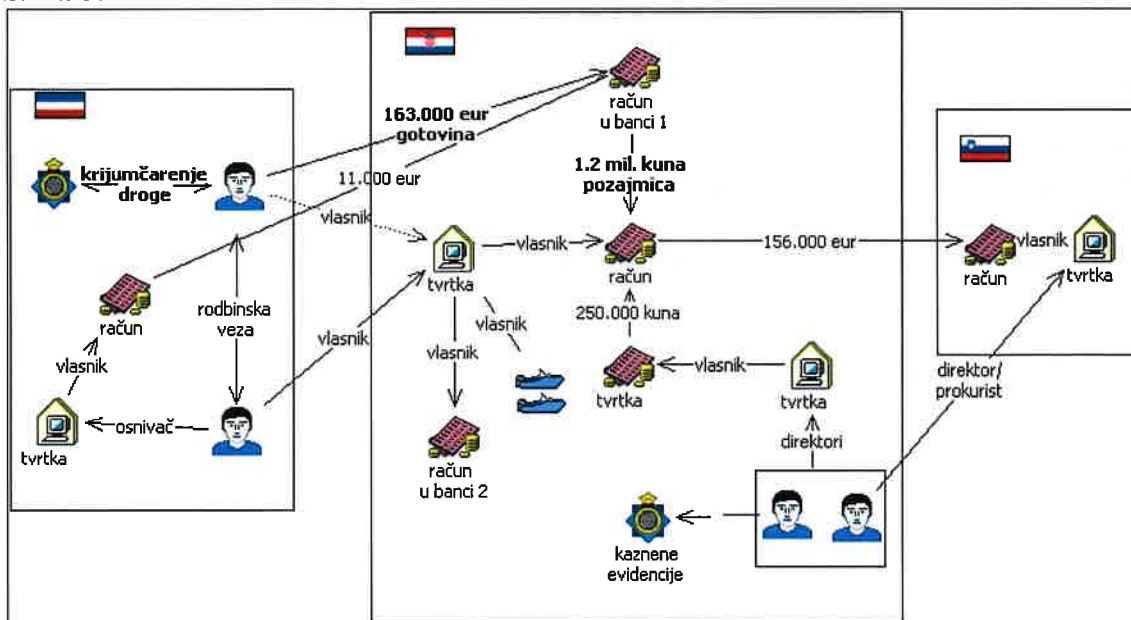 163.000 eur
gotovina
račun
u banci 1
krijumčarenje
droge
11.000 eur
1.2 mil. kuna
pozajmica
vlasnik
vlasnik
račun
156.000 eur
račun
vlasnik
tvrtka
tvrtka
račun
rodbinska
veza
vlasnik
vlasnik
vlasnik
250.000 kuna
vlasnik
tvrtka
osnivač
vlasnik
tvrtka
tvrtka
direktor/
prokurist
račun
u banci 2
direktori
kaznene
evidencije